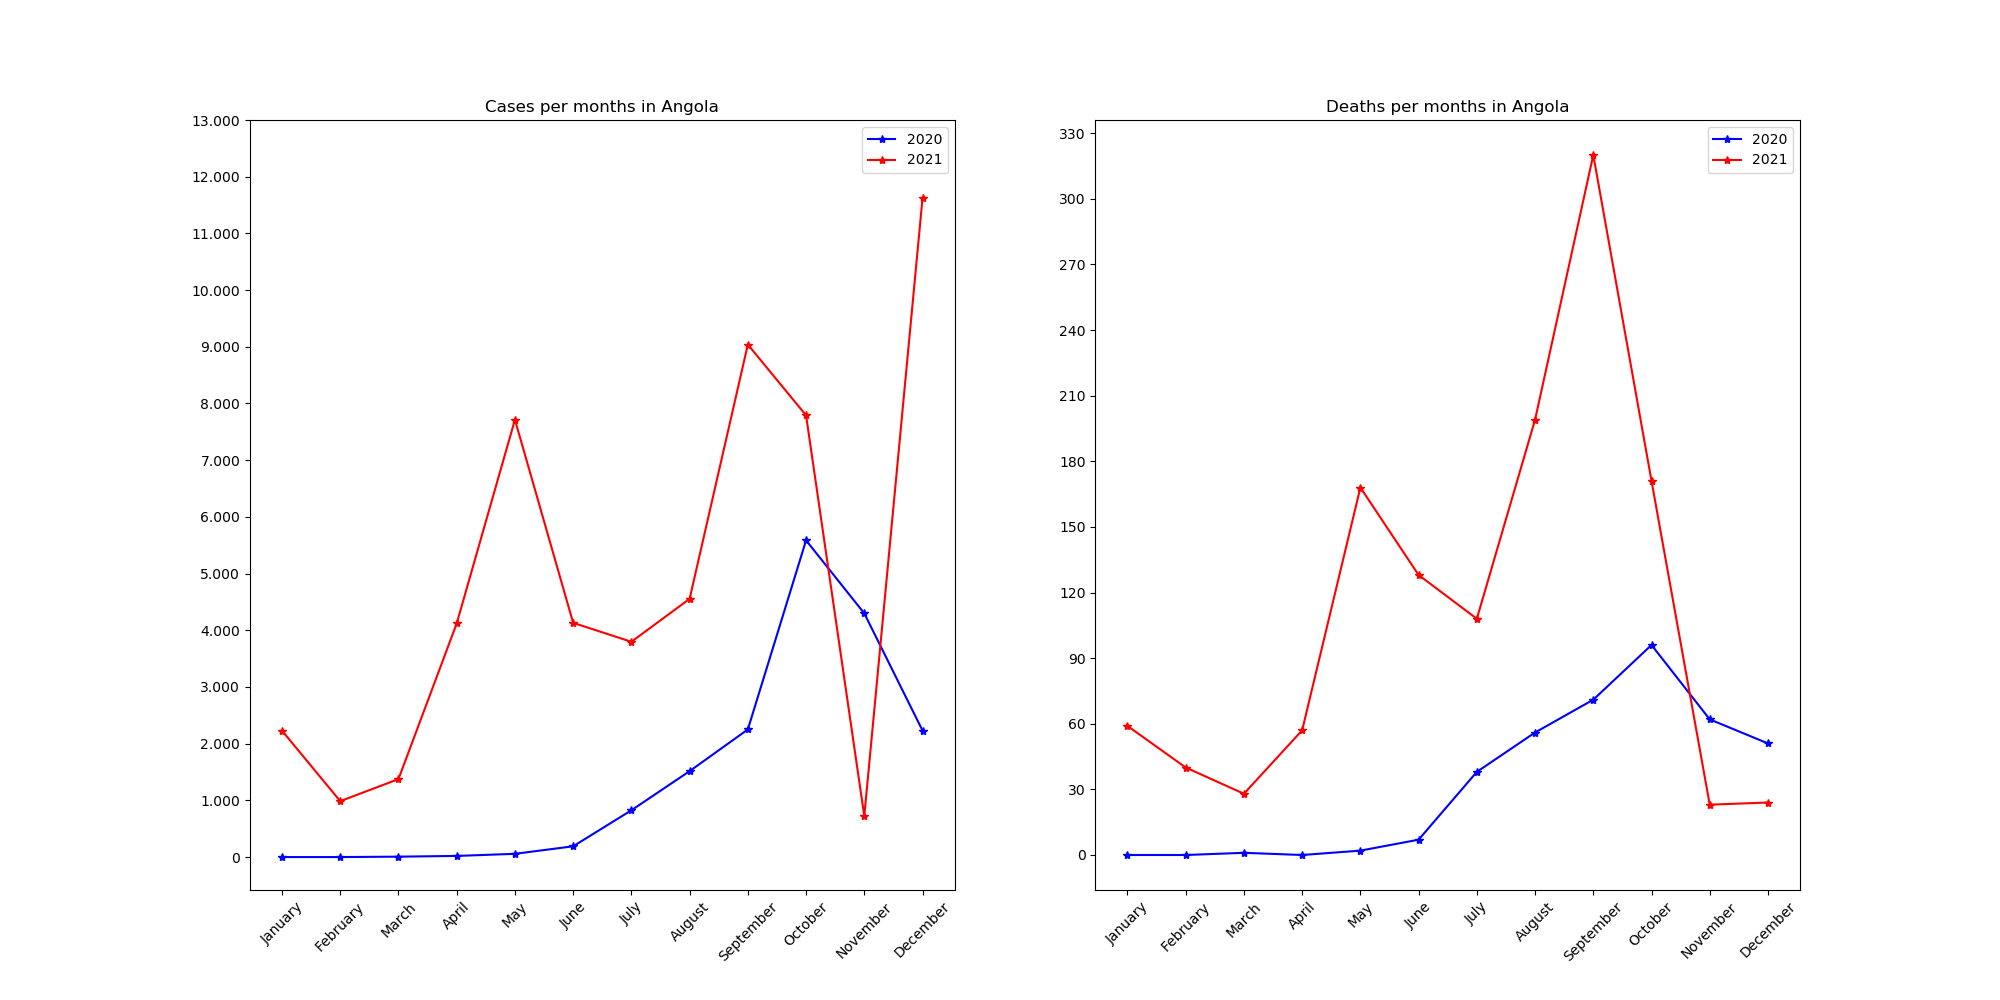 Cases per months in Angola
13.000
12.000
11.000
10.000
9.000
8.000
7.000
6.000
5.000
4.000
3.000
2.000
1.000
0
2020
2021
January
February
March
April
May
June
July
August
September
October
November
December
Deaths per months in Angola
330
300
270
240
210
180
150
120
90
60
30
0
2020
2021
January
February
March
April
May
June
July
August
September
October
November
December